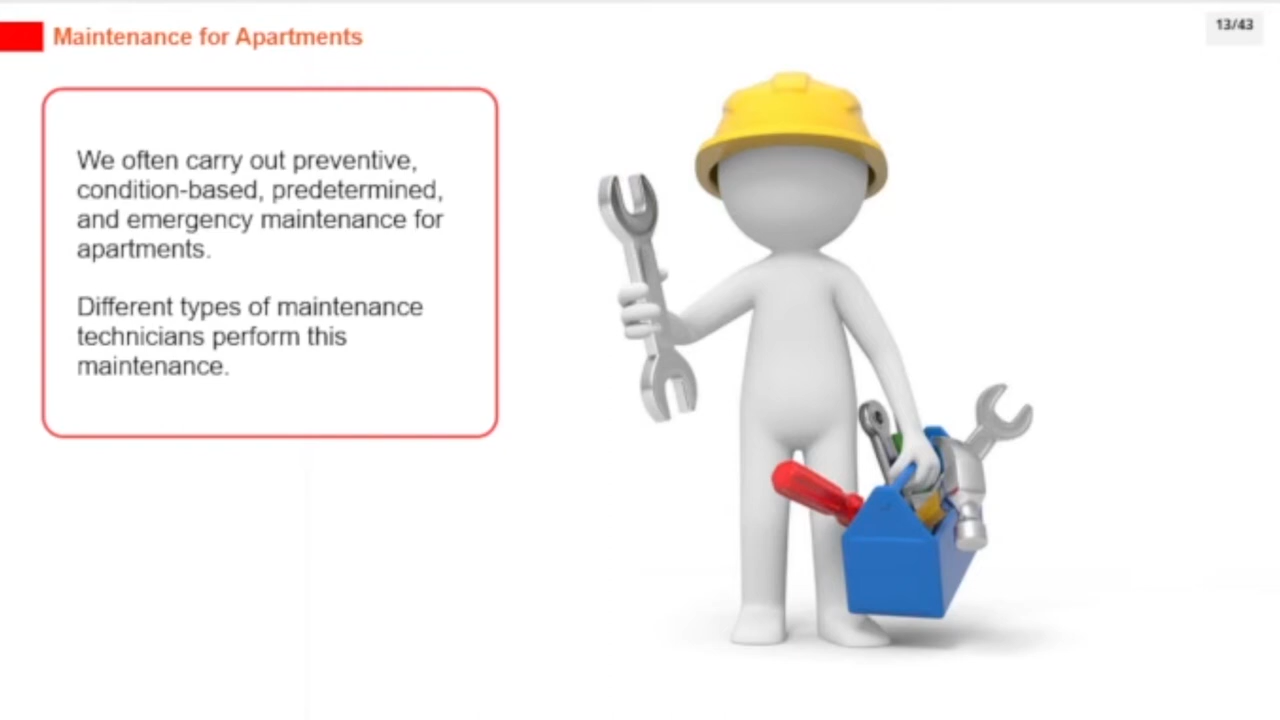 Maintenance for Apartments
13/43
We often carry out preventive,
condition-based, predetermined,
and emergency maintenance for
apartments.
Different types of maintenance
technicians perform this
maintenance.